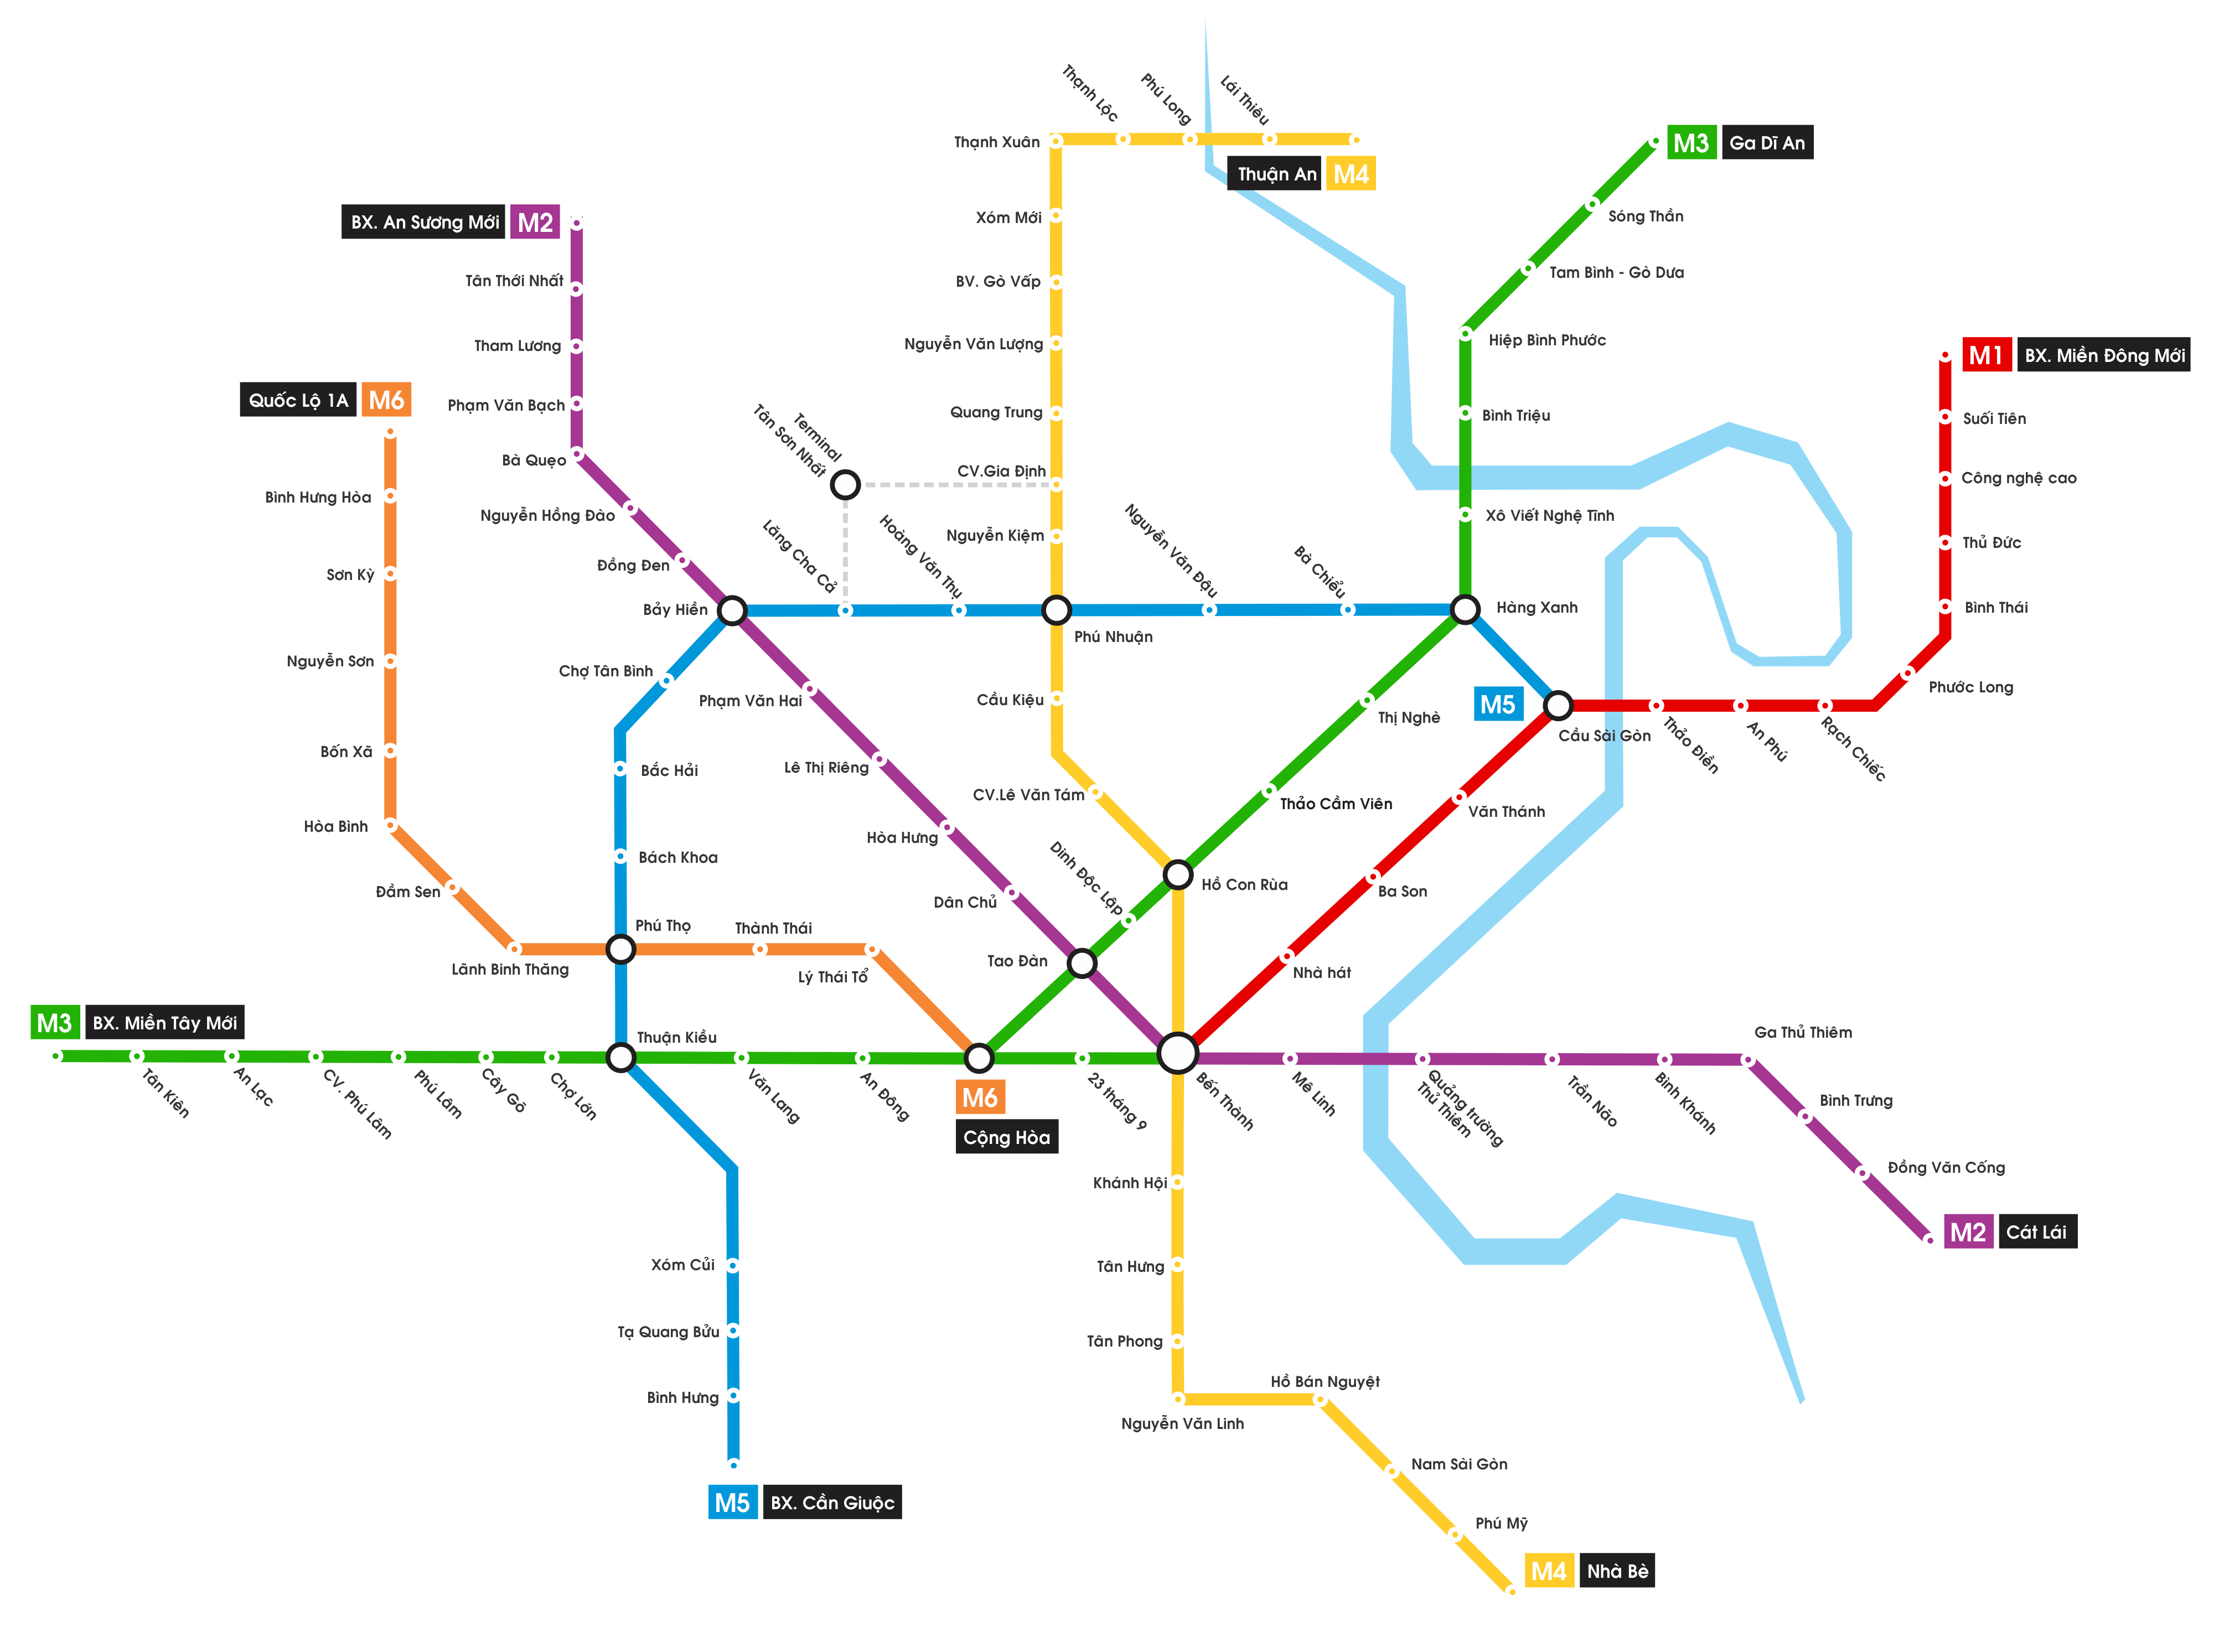 Thạnh Lộc
Phú Long
Lái Thiêu
Thạnh Xuân
Thuận An
M4
M3
Ga Dĩ An
BX. An Sương Mới
M2
Xóm Mới
Sóng Thần
Tân Thới Nhất
BV. Gò Vấp
Tam Bình - Gò Dưa
Tham Lương
Nguyễn Văn Lượng
Hiệp Bình Phước
M1
BX. Miền Đông Mới
Quốc Lộ 1A
M6
Phạm Văn Bạch
Quang Trung
Bình Triệu
Suối Tiên
Bà Quẹo
Terminal
Tân Sơn Nhất
CV.Gia Định
Công nghệ cao
Bình Hưng Hòa
Nguyễn Hồng Đào
Xô Viết Nghệ Tĩnh
Đồng Đen
Lăng Cha Cả
Hoàng Văn Thụ
Nguyễn Kiệm
Nguyễn Văn Đậu
Bà Chiểu
Thủ Đức
Sơn Kỳ
Bảy Hiền
Phú Nhuận
Hàng Xanh
Bình Thái
Nguyễn Sơn
Chợ Tân Bình
Phạm Văn Hai
Cầu Kiệu
Thị Nghè
M5
Cầu Sài Gòn
Thảo Điền
An Phú
Rạch Chiếc
Phước Long
Bốn Xã
Bắc Hải
Lê Thị Riêng
CV.Lê Văn Tám
Thảo Cầm Viên
Văn Thánh
Hòa Bình
Bách Khoa
Hòa Hưng
Dinh Độc Lập
Hồ Con Rùa
Ba Son
Đầm Sen
Dân Chủ
Phú Thọ
Thành Thái
Tao Đàn
Nhà hát
Lãnh Binh Thăng
Lý Thái Tổ
M3
BX. Miền Tây Mới
Thuận Kiều
Ga Thủ Thiêm
Tân Kiên
An Lạc
CV. Phú Lâm
Phú Lâm
Cây Gõ
Chợ Lớn
Văn Lang
An Đông
M6
Cộng Hòa
23 tháng 9
Bến Thành
Mê Linh
Quảng trường
Thủ Thiêm
Trần Não
Bình Khánh
Bình Trưng
Khánh Hội
Đồng Văn Cống
M2
Cát Lái
Xóm Củi
Tân Hưng
Tạ Quang Bửu
Tân Phong
Bình Hưng
Hồ Bán Nguyệt
Nguyễn Văn Linh
Nam Sài Gòn
M5
BX. Cần Giuộc
Phú Mỹ
M4
Nhà Bè